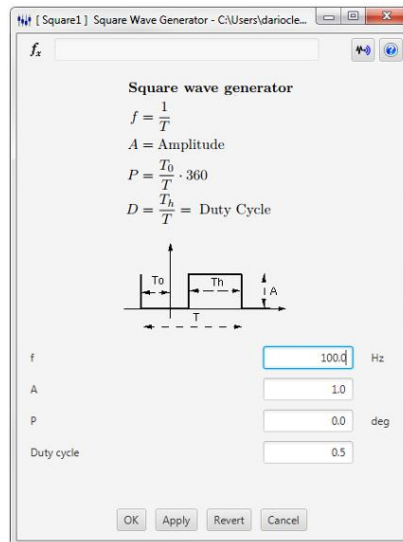 [ Square1 ] Square Wave Generator - C:\Users\dariocle...
fx
Square wave generator
f = 1/T
A = Amplitude
P = T0/T · 360
D = Th/T = Duty Cycle
To
Th
A
T
f 100.0 Hz
A 1.0
P 0.0 deg
Duty cycle 0.5
OK Apply Revert Cancel